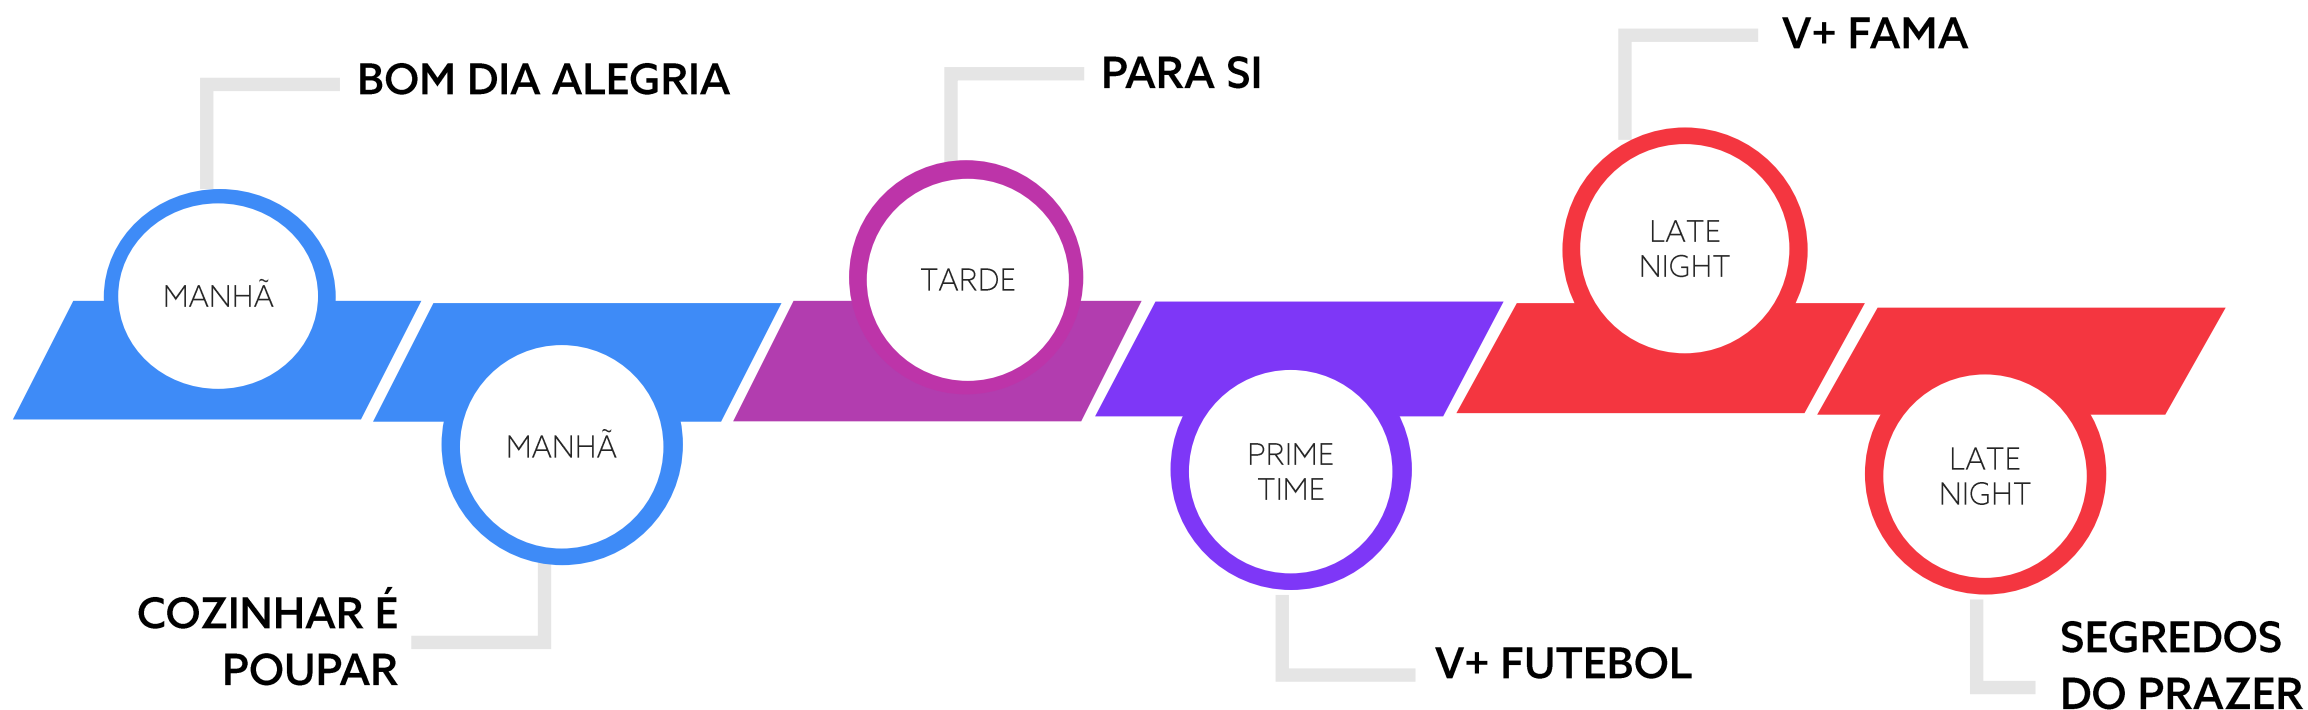 BOM DIA ALEGRIA
MANHÃ
MANHÃ
COZINHAR É
POUPAR
PARA SI
TARDE
PRIME
TIME
V+ FUTEBOL
V+ FAMA
LATE
NIGHT
LATE
NIGHT
SEGREDOS
DO PRAZER